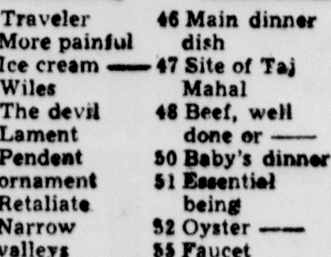 Traveler
More painful
Ice cream —
Wiles
The devil
Lament
Pendent
ornament
Retaliate
Narrow
valleys
46 Main dinner
dish
47 Site of Taj
Mahal
48 Beef, well
done or —
50 Baby's dinner
51 Essential
being
52 Oyster —
55 Faucet